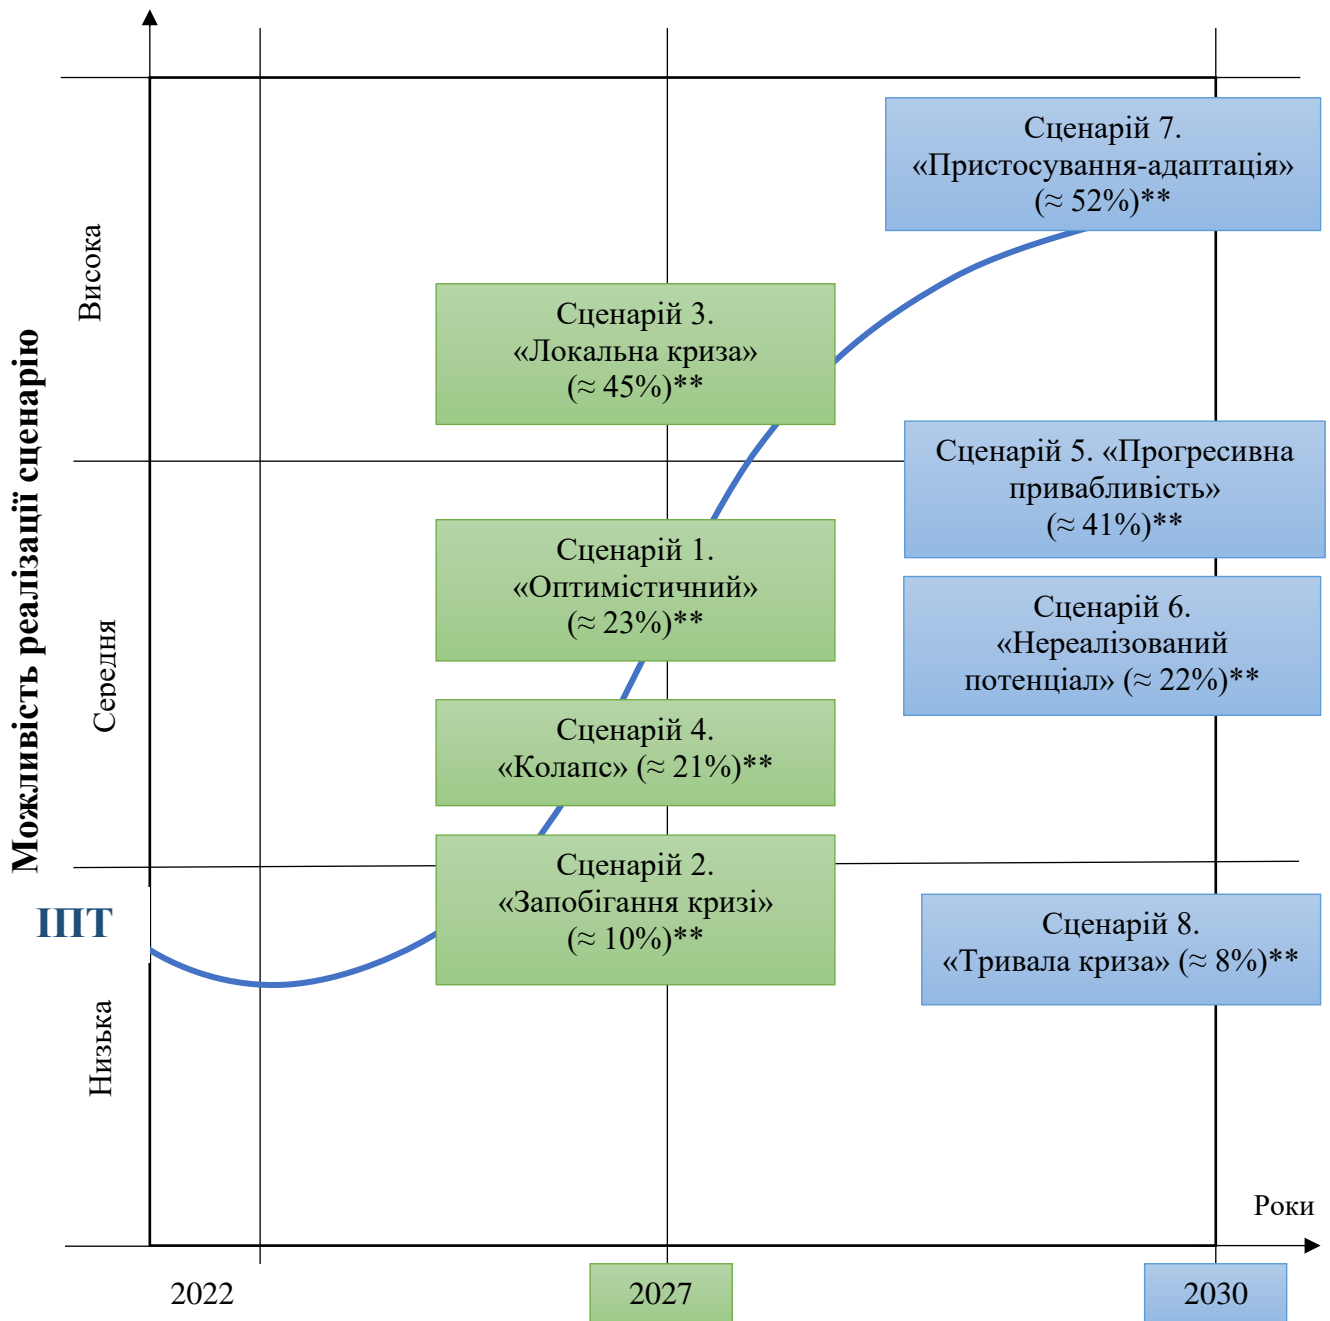 Можливість реалізації сценарію
Висока
Середня
Низька
ІПТ
Сценарій 7.
«Пристосування-адаптація»
(≈ 52%)**
Сценарій 3.
«Локальна криза»
(≈ 45%)**
Сценарій 5. «Прогресивна
привабливість»
(≈ 41%)**
Сценарій 1.
«Оптимістичний»
(≈ 23%)**
Сценарій 6.
«Нереалізований
потенціал» (≈ 22%)**
Сценарій 4.
«Колапс» (≈ 21%)**
Сценарій 2.
«Запобігання кризі»
(≈ 10%)**
Сценарій 8.
«Тривала криза» (≈ 8%)**
Роки
2022
2027
2030